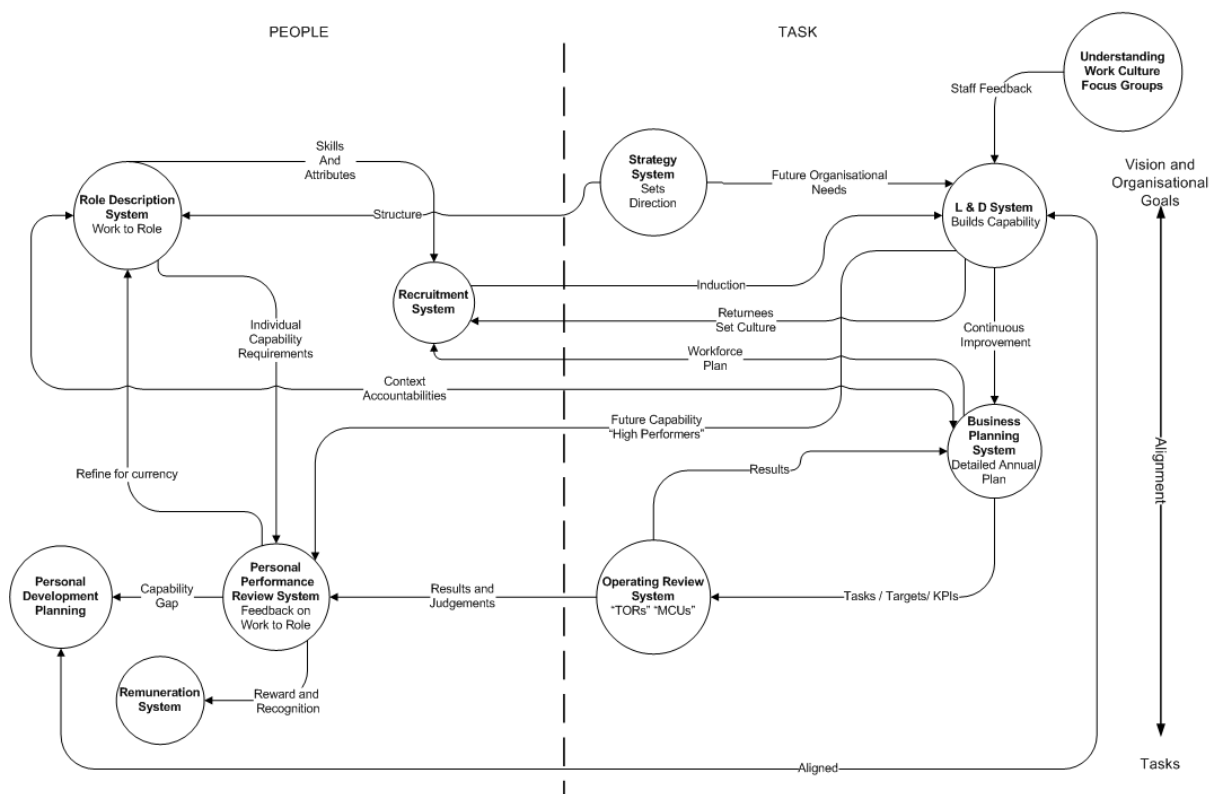 PEOPLE
TASK
Understanding
Work Culture
Focus Groups
Staff Feedback
Skills
And
Attributes
Strategy
System
Sets
Direction
Future Organisational
Needs
Vision and
Organisational
Goals
Role Description
System
Work to Role
Structure
L & D System
Builds Capability
Recruitment
System
Induction
Returnees
Set Culture
Individual
Capability
Requirements
Continuous
Improvement
Workforce
Plan
Context
Accountabilities
Future Capability
“High Performers”
Business
Planning
System
Detailed Annual
Plan
Alignment
Refine for currency
Results
Personal
Development
Planning
Capability
Gap
Personal
Performance
Review System
Feedback on
Work to Role
Results and
Judgements
Operating Review
System
“TORs” “MCUs”
Tasks / Targets/ KPIs
Remuneration
System
Reward and
Recognition
Aligned
Tasks